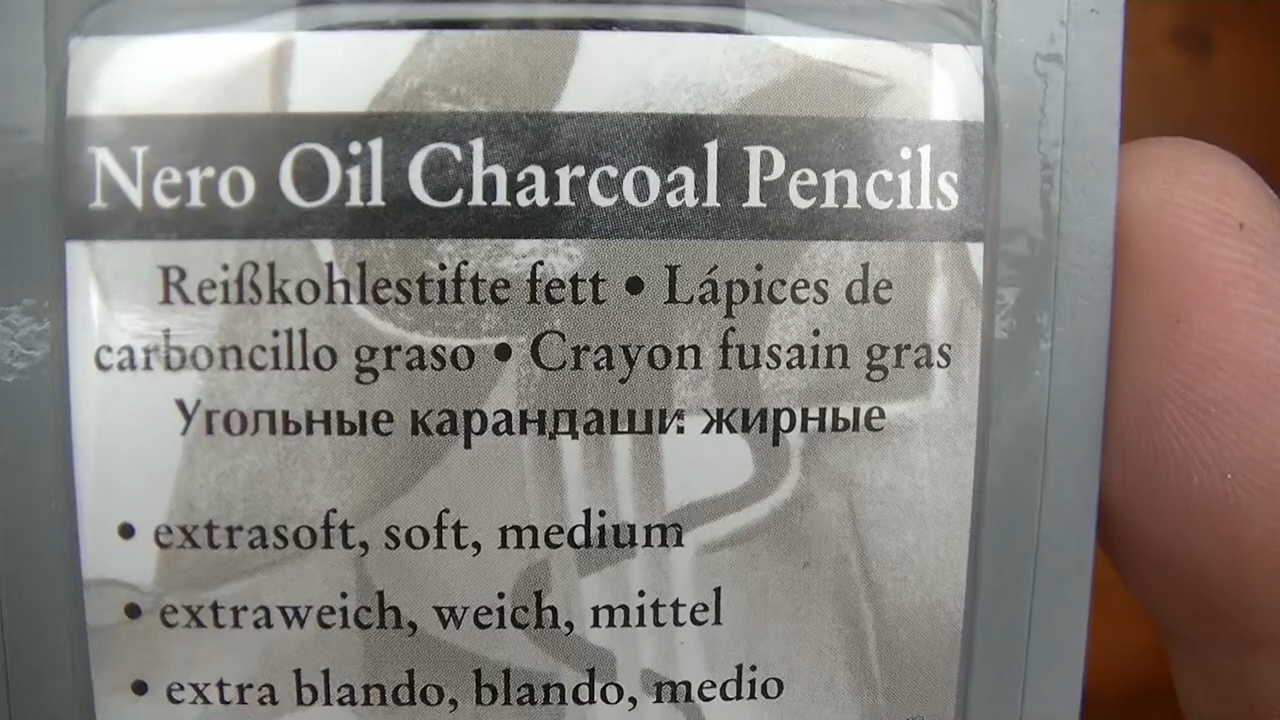 Nero Oil Charcoal Pencils
Reißkohlestifte fett • Lápices de
carboncillo graso • Crayon fusain gras
Угольные карандаши жирные
• extrasoft, soft, medium
• extraweich, weich, mittel
• extra blando, blando, medio